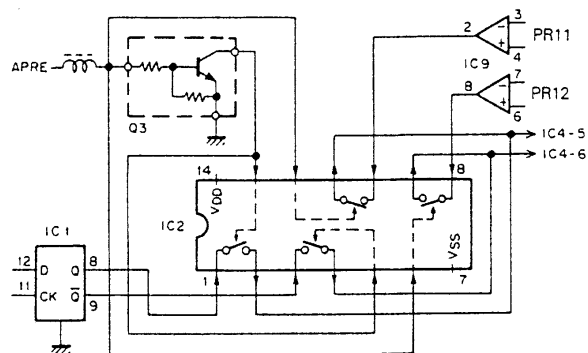 APRE
Q3
2
3
4
PR11
IC9
8
7
6
PR12
IC4-5
IC4-6
14
VDD
8
IC2
VSS
1
7
IC1
12
D
Q
8
11
CK
Q̅
9